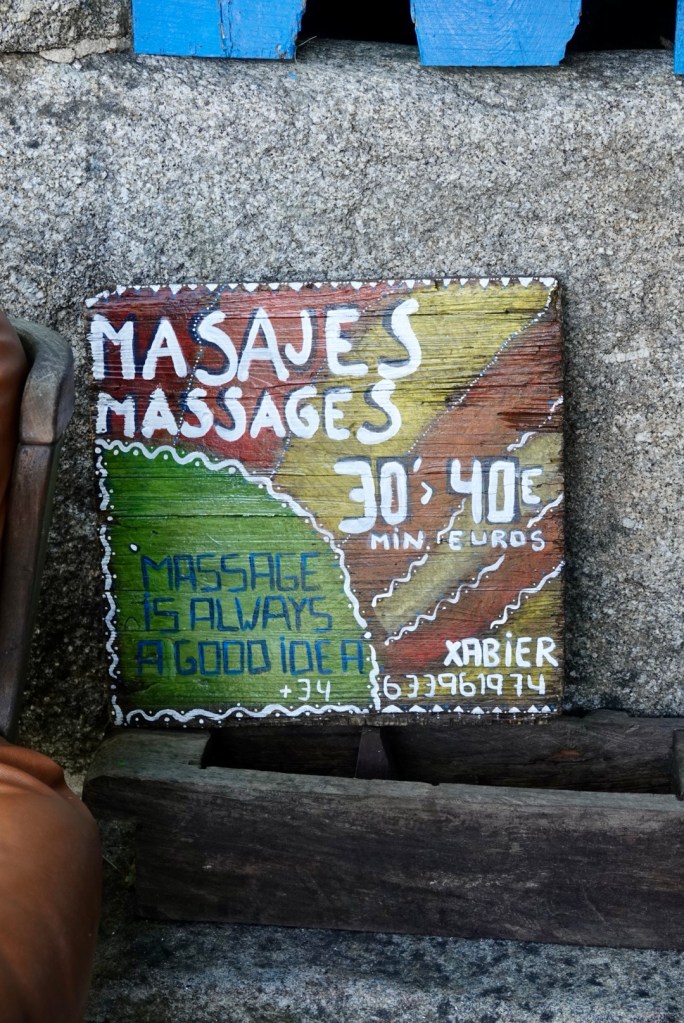 MASAJES
MASSAGES
30', 40€
MIN EUROS
MASSAGE
iS ALWAYS
A GOOD iDEA
XABiER
+34 633961974